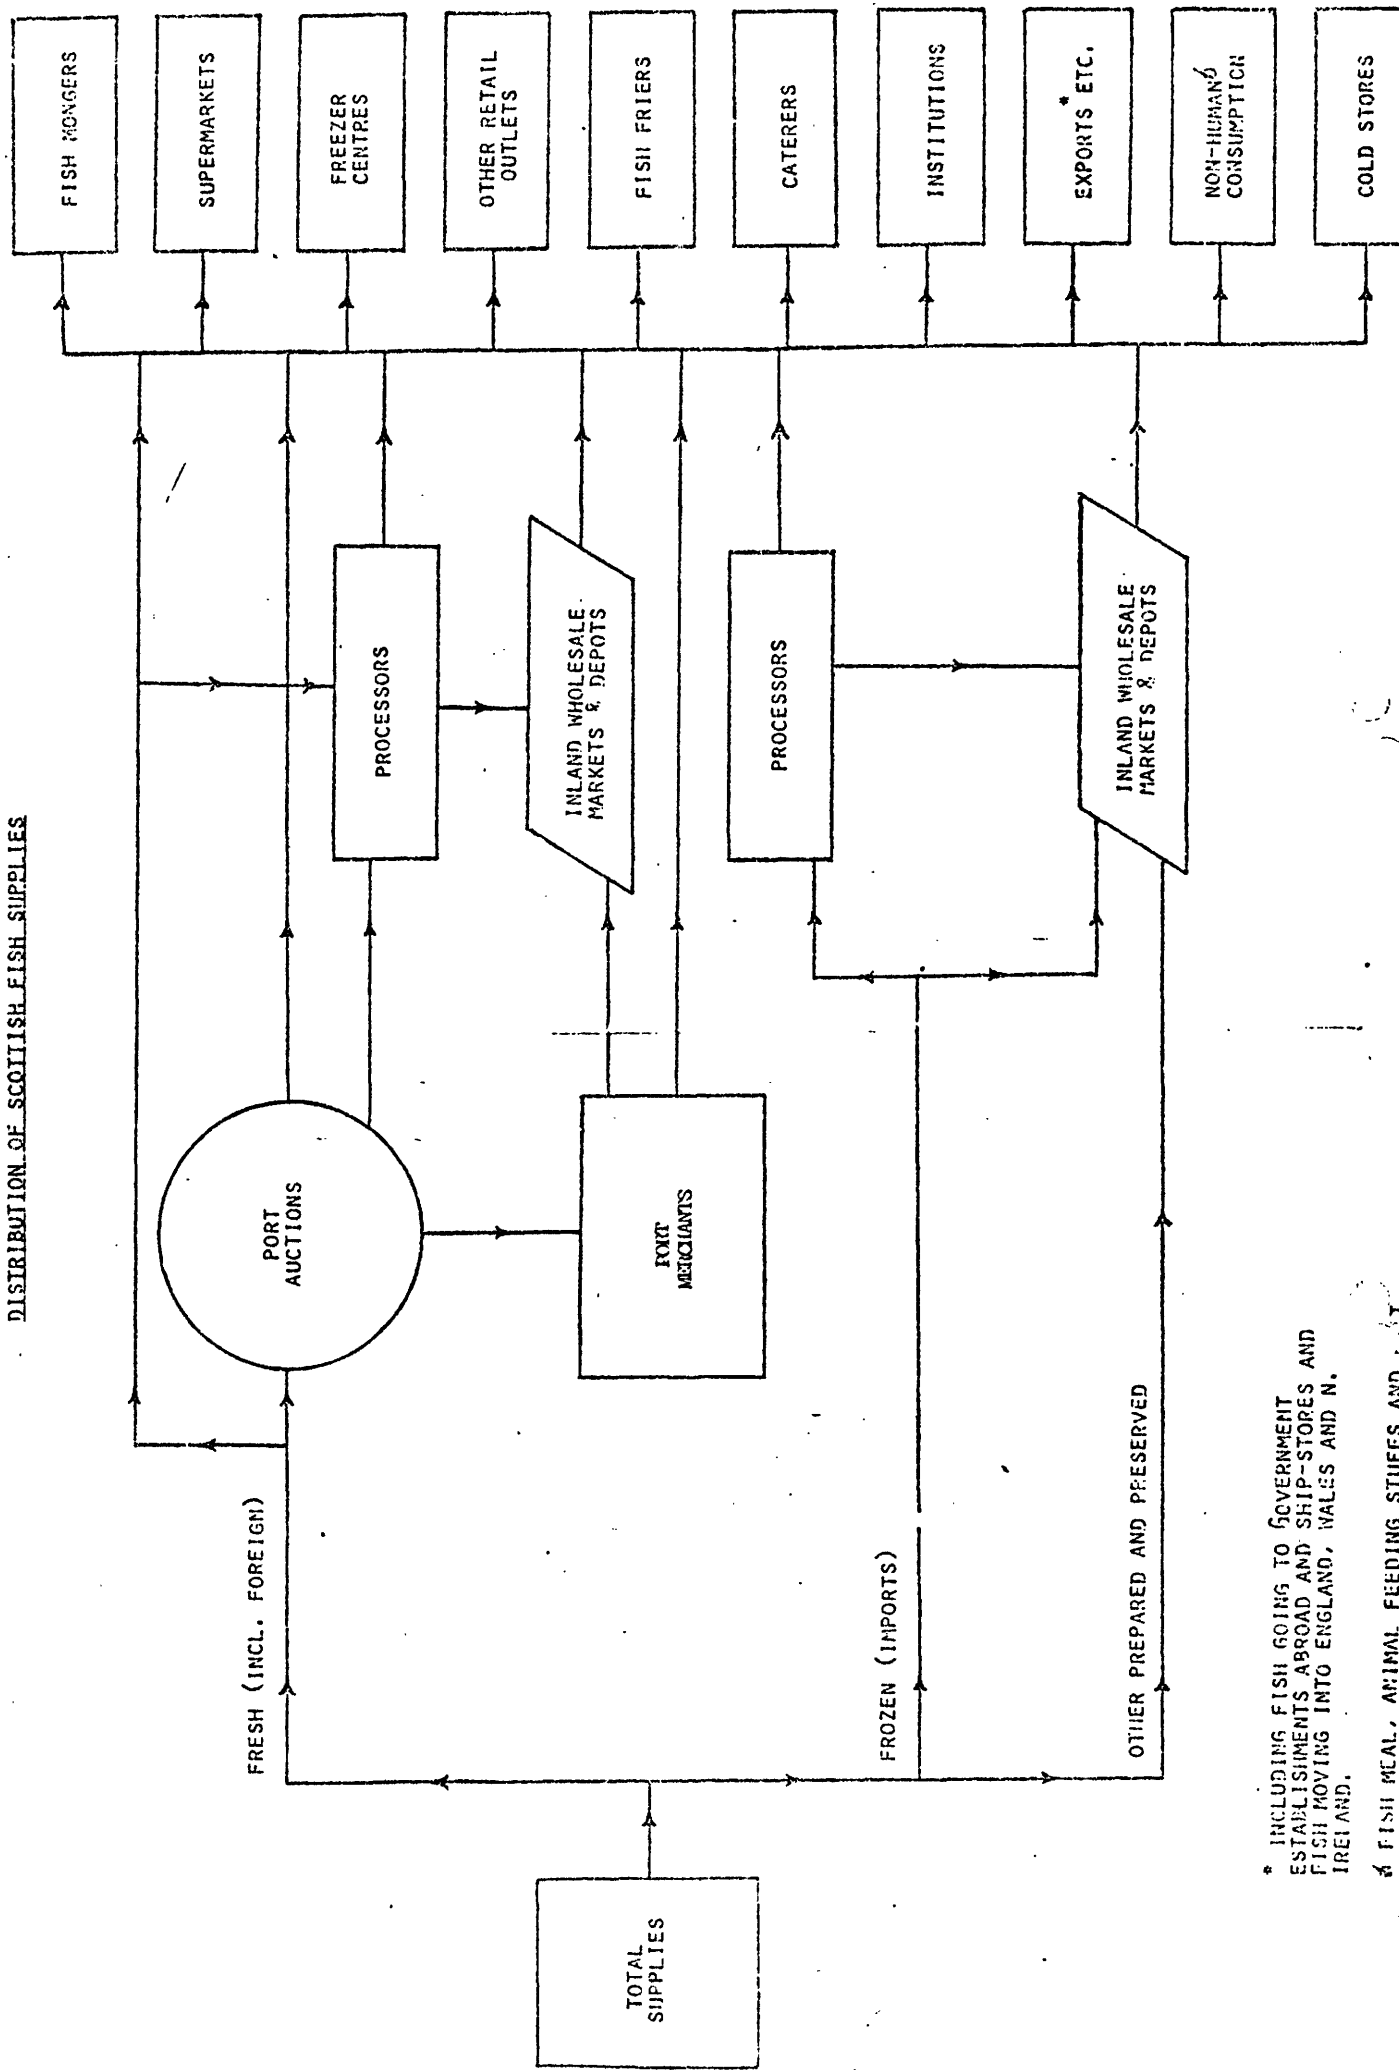 DISTRIBUTION OF SCOTTISH FISH SUPPLIES
TOTAL
SUPPLIES
FRESH (INCL. FOREIGN)
FROZEN (IMPORTS)
OTHER PREPARED AND PRESERVED
PORT
AUCTIONS
PORT
MERCHANTS
PROCESSORS
INLAND WHOLESALE
MARKETS & DEPOTS
PROCESSORS
INLAND WHOLESALE
MARKETS & DEPOTS
FISH MONGERS
SUPERMARKETS
FREEZER
CENTRES
OTHER RETAIL
OUTLETS
FISH FRIERS
CATERERS
INSTITUTIONS
EXPORTS * ETC.
NON-HUMAN
CONSUMPTION
COLD STORES
* INCLUDING FISH GOING TO GOVERNMENT
ESTABLISHMENTS ABROAD AND SHIP-STORES AND
FISH MOVING INTO ENGLAND, WALES AND N.
IRELAND.
FISH MEAL, ANIMAL FEEDING STUFFS AND